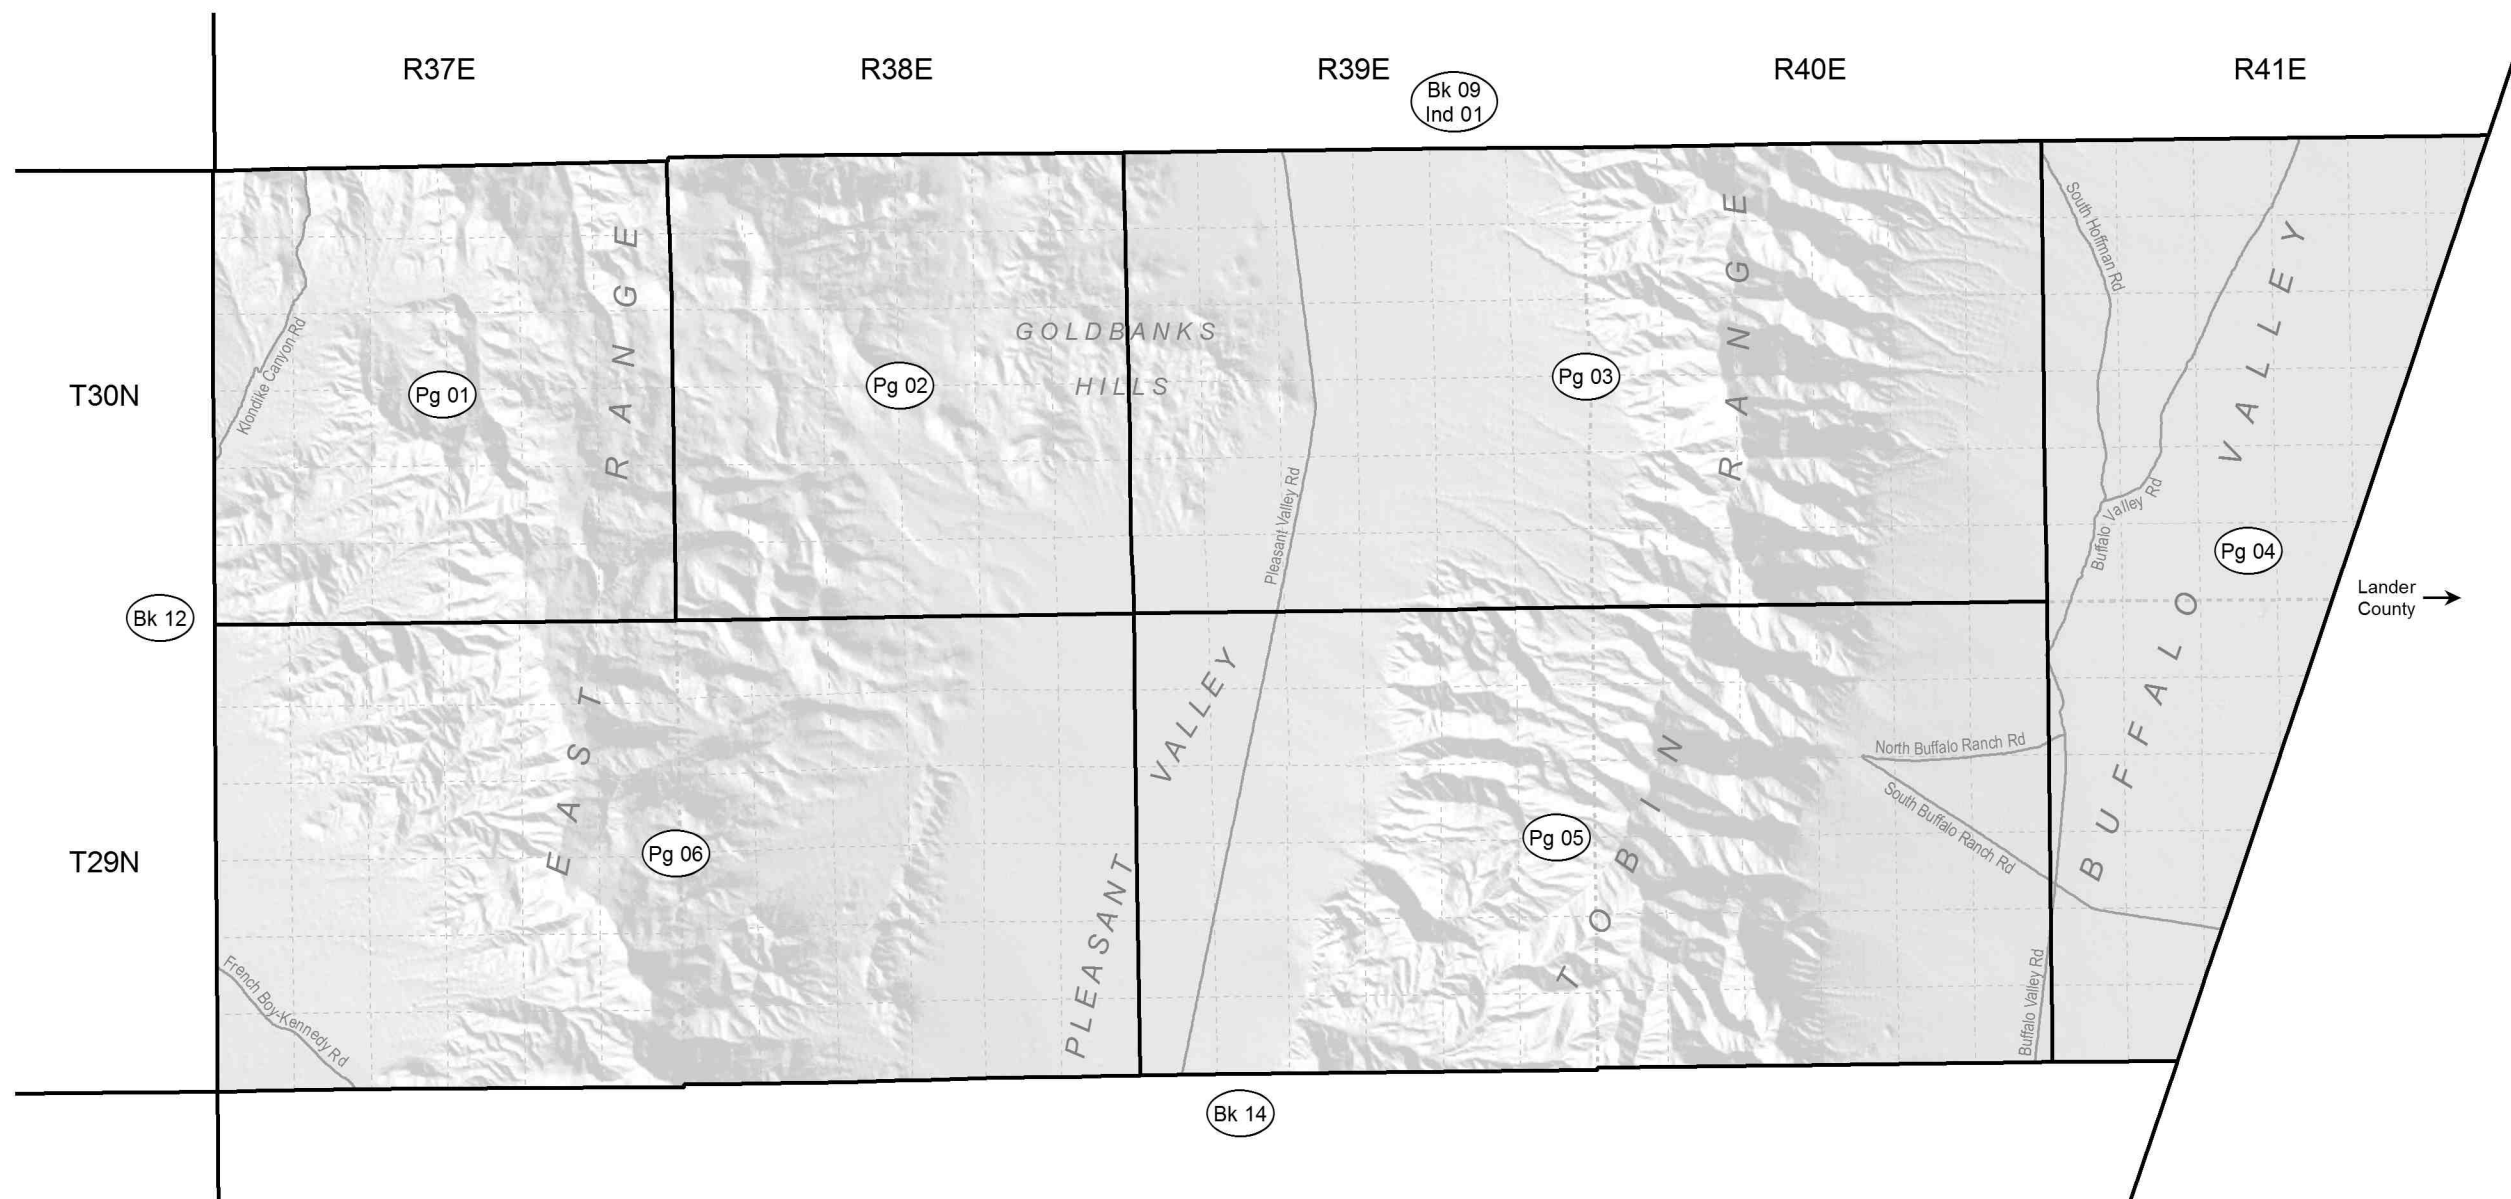 R37E
R38E
R39E
R40E
R41E
Bk 09
Ind 01
T30N
T29N
Klondike Canyon Rd
Pg 01
RANGE
Pg 02
GOLDBANKS
HILLS
Pleasant Valley Rd
Pg 03
RANGE
South Hoffman Rd
Buffalo Valley Rd
VALLEY
Pg 04
Lander
County
Bk 12
EAST
Pg 06
French Boy-Kennedy Rd
PLEASANT
VALLEY
Pg 05
TOBIN
North Buffalo Ranch Rd
South Buffalo Ranch Rd
BUFFALO
Buffalo Valley Rd
Bk 14